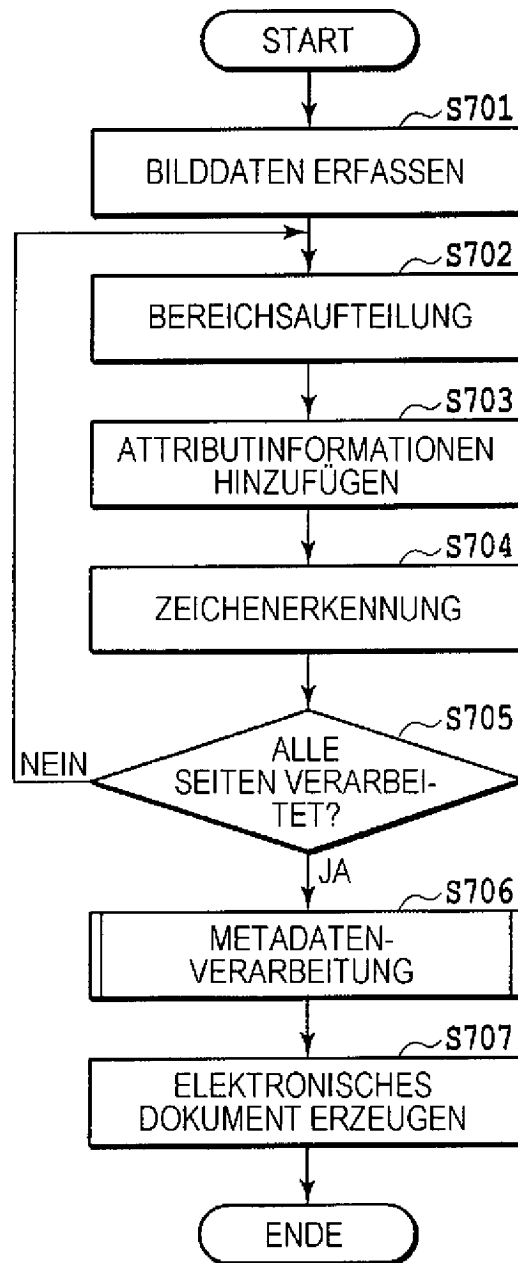 START
S701
BILDDATEN ERFASSEN
S702
BEREICHSAUFTEILUNG
S703
ATTRIBUTINFORMATIONEN
HINZUFÜGEN
S704
ZEICHENERKENNUNG
S705
ALLE
SEITEN VERARBEI-
TET?
NEIN
JA
S706
METADATEN-
VERARBEITUNG
S707
ELEKTRONISCHES
DOKUMENT ERZEUGEN
ENDE